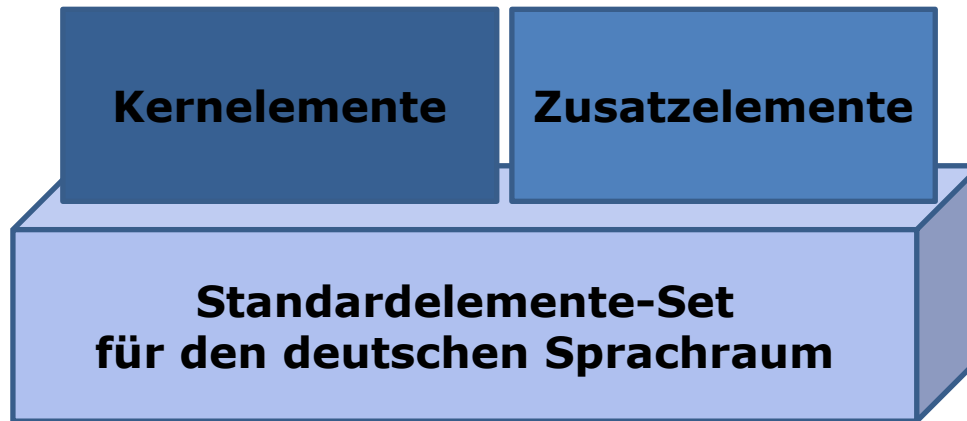 Kernelemente
Zusatzelemente
Standardelemente-Set
für den deutschen Sprachraum